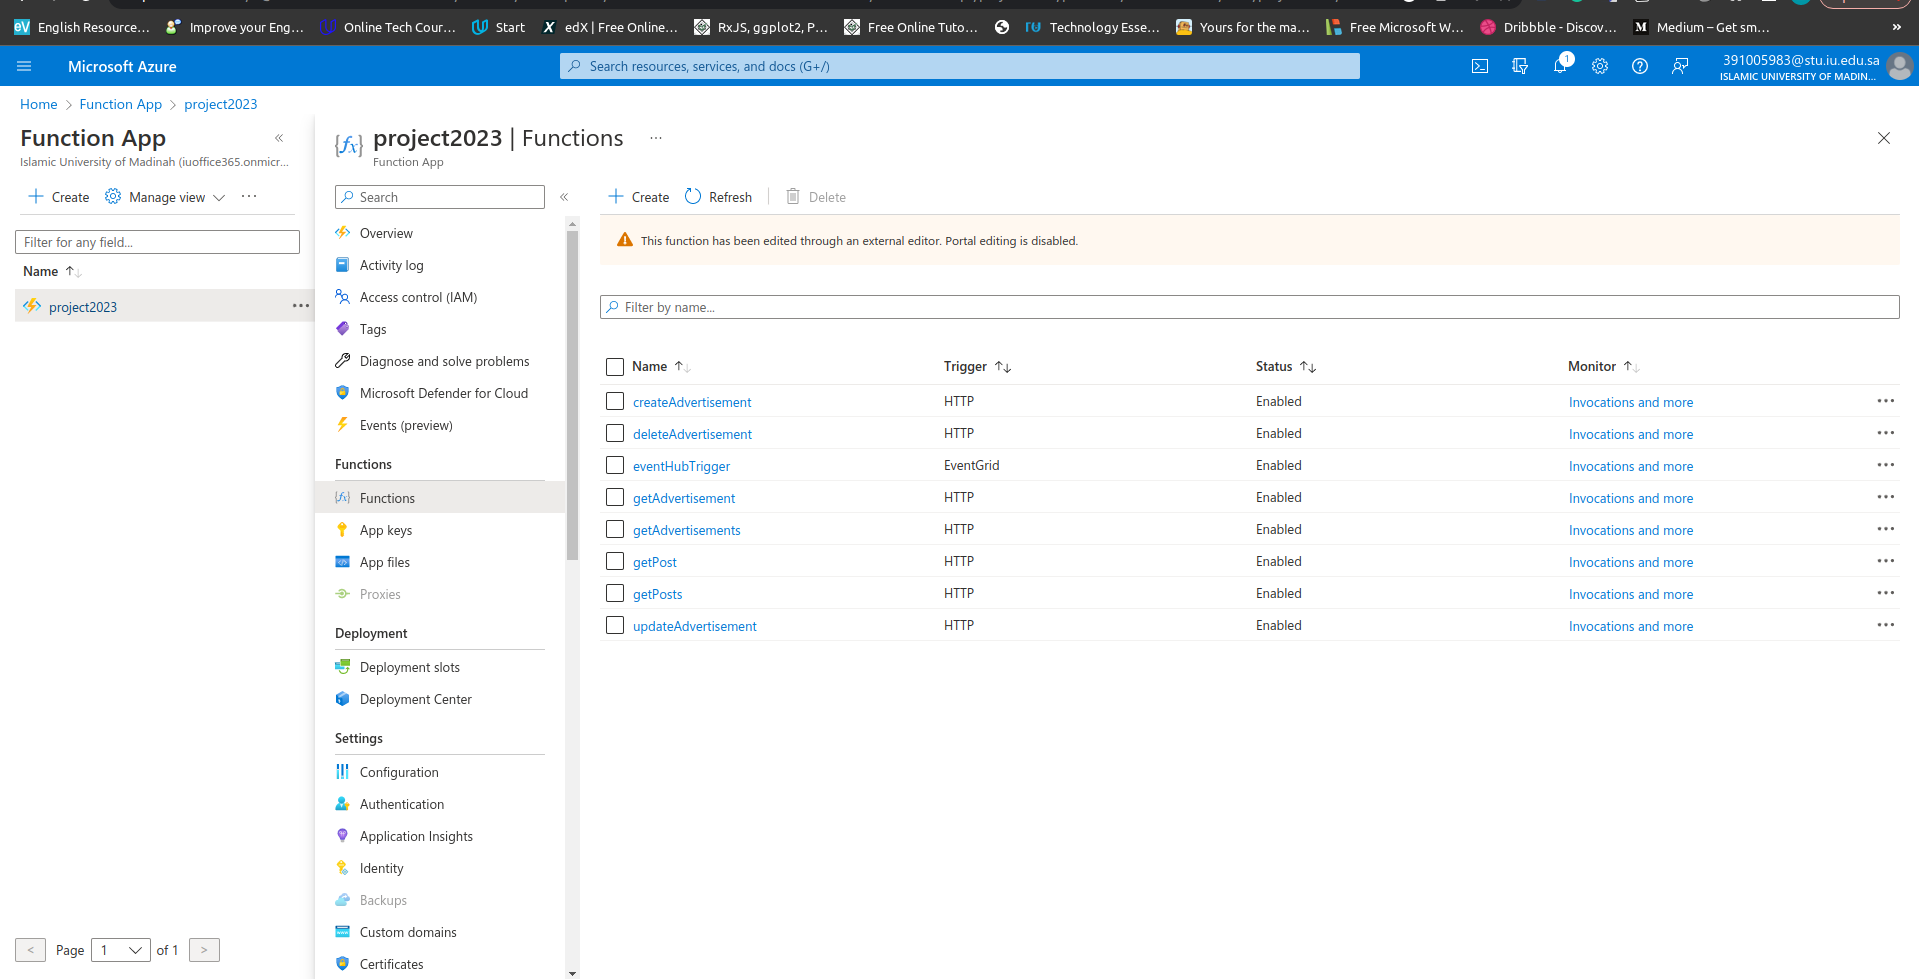 English Resource...
Improve your Eng...
Online Tech Cour...
Start
edX | Free Online...
RxJS, ggplot2, P...
Free Online Tuto...
Technology Esse...
Yours for the ma...
Free Microsoft W...
Dribbble - Discov...
Medium – Get sm...
»
Microsoft Azure
Search resources, services, and docs (G+/)
1
391005983@stu.iu.edu.sa
ISLAMIC UNIVERSITY OF MADIN...
Home > Function App > project2023
Function App
«
Islamic University of Madinah (iuoffice365.onmicr...
Create
Manage view
...
Filter for any field...
Name
project2023
...
< Page 1 of 1 >
project2023 | Functions
...
Function App
Search
«
Overview
Activity log
Access control (IAM)
Tags
Diagnose and solve problems
Microsoft Defender for Cloud
Events (preview)
Functions
Functions
App keys
App files
Proxies
Deployment
Deployment slots
Deployment Center
Settings
Configuration
Authentication
Application Insights
Identity
Backups
Custom domains
Certificates
Create
Refresh
Delete
This function has been edited through an external editor. Portal editing is disabled.
Filter by name...
Name Trigger Status Monitor
createAdvertisement HTTP Enabled Invocations and more ...
deleteAdvertisement HTTP Enabled Invocations and more ...
eventHubTrigger EventGrid Enabled Invocations and more ...
getAdvertisement HTTP Enabled Invocations and more ...
getAdvertisements HTTP Enabled Invocations and more ...
getPost HTTP Enabled Invocations and more ...
getPosts HTTP Enabled Invocations and more ...
updateAdvertisement HTTP Enabled Invocations and more ...